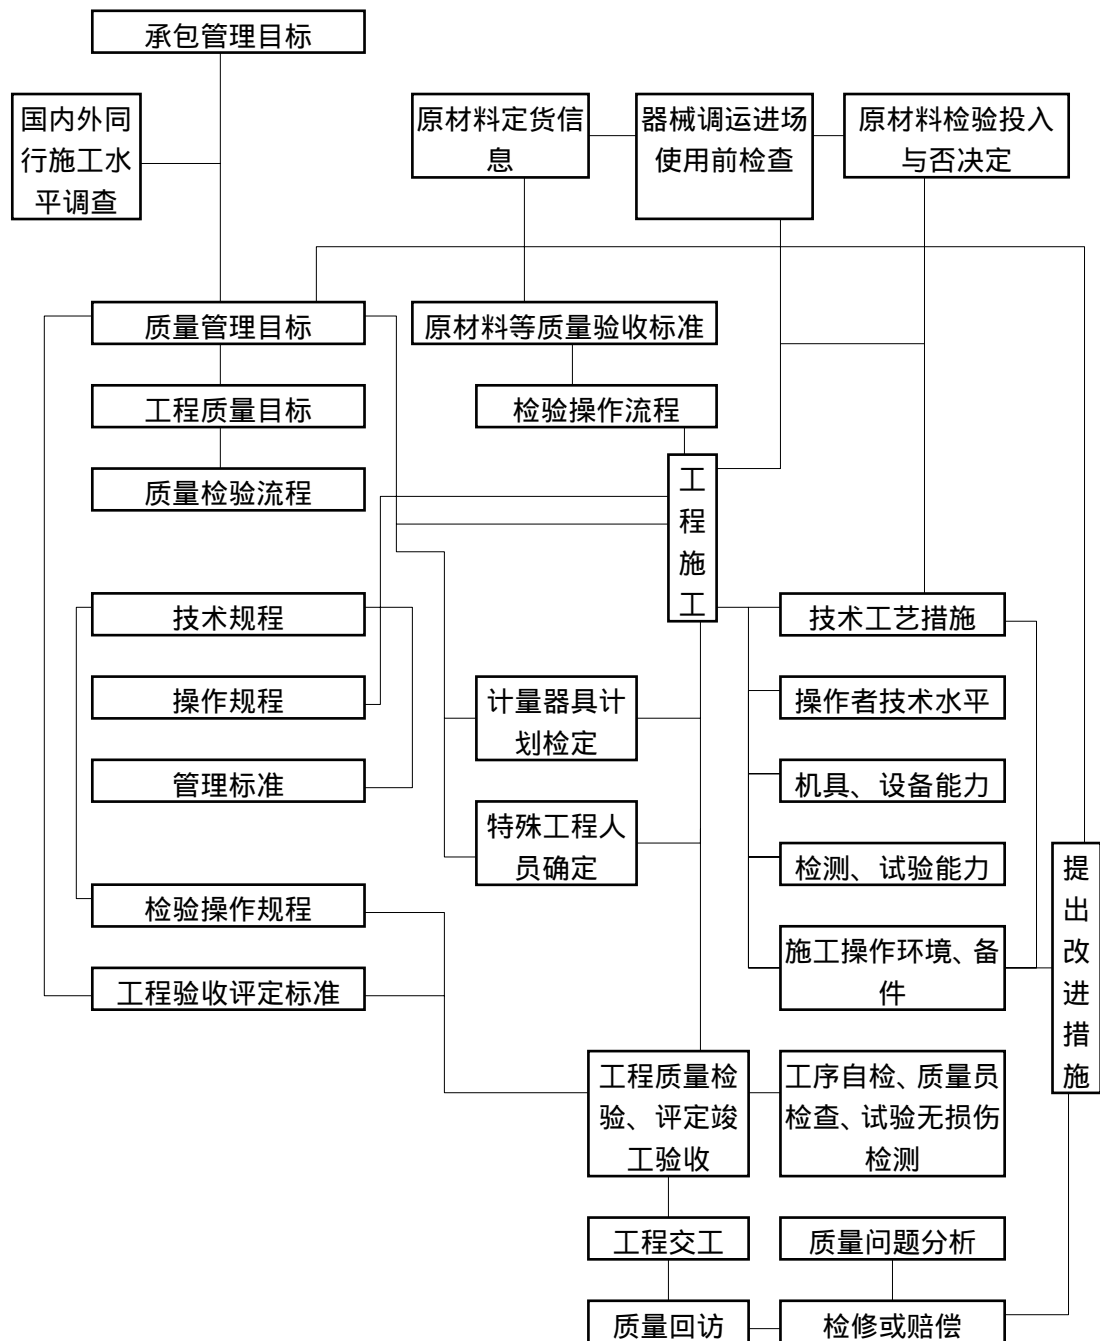 承包管理目标
国内外同
行施工水
平调查
原材料定货信
息
器械调运进场
使用前检查
原材料检验投入
与否决定
质量管理目标
原材料等质量验收标准
工程质量目标
检验操作流程
质量检验流程
工
程
施
工
技术规程
技术工艺措施
操作规程
计量器具计
划检定
操作者技术水平
管理标准
机具、设备能力
特殊工程人
员确定
检测、试验能力
检验操作规程
施工操作环境、备
件
工程验收评定标准
提
出
改
进
措
施
工程质量检
验、评定竣
工验收
工序自检、质量员
检查、试验无损伤
检测
工程交工
质量问题分析
质量回访
检修或赔偿